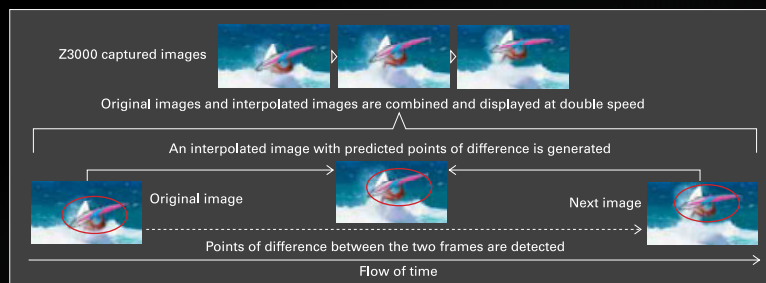 Z3000 captured images
Original images and interpolated images are combined and displayed at double speed
An interpolated image with predicted points of difference is generated
Original image
Next image
Points of difference between the two frames are detected
Flow of time